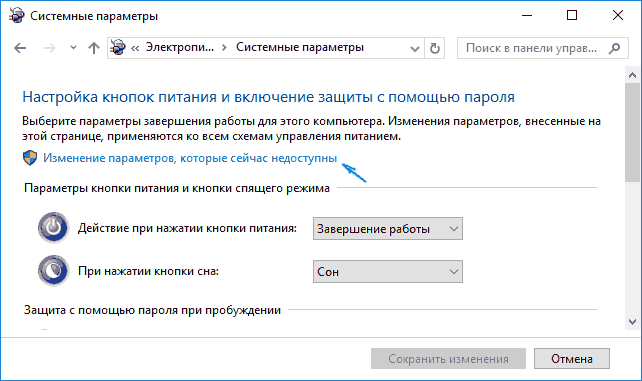 Системные параметры
Электропи... Системные параметры
Поиск в панели управ...
Настройка кнопок питания и включение защиты с помощью пароля
Выберите параметры завершения работы для этого компьютера. Изменения параметров, внесенные на
этой странице, применяются ко всем схемам управления питанием.
Изменение параметров, которые сейчас недоступны
Параметры кнопки питания и кнопки спящего режима
Действие при нажатии кнопки питания: Завершение работы
При нажатии кнопки сна: Сон
Защита с помощью пароля при пробуждении
Сохранить изменения Отмена